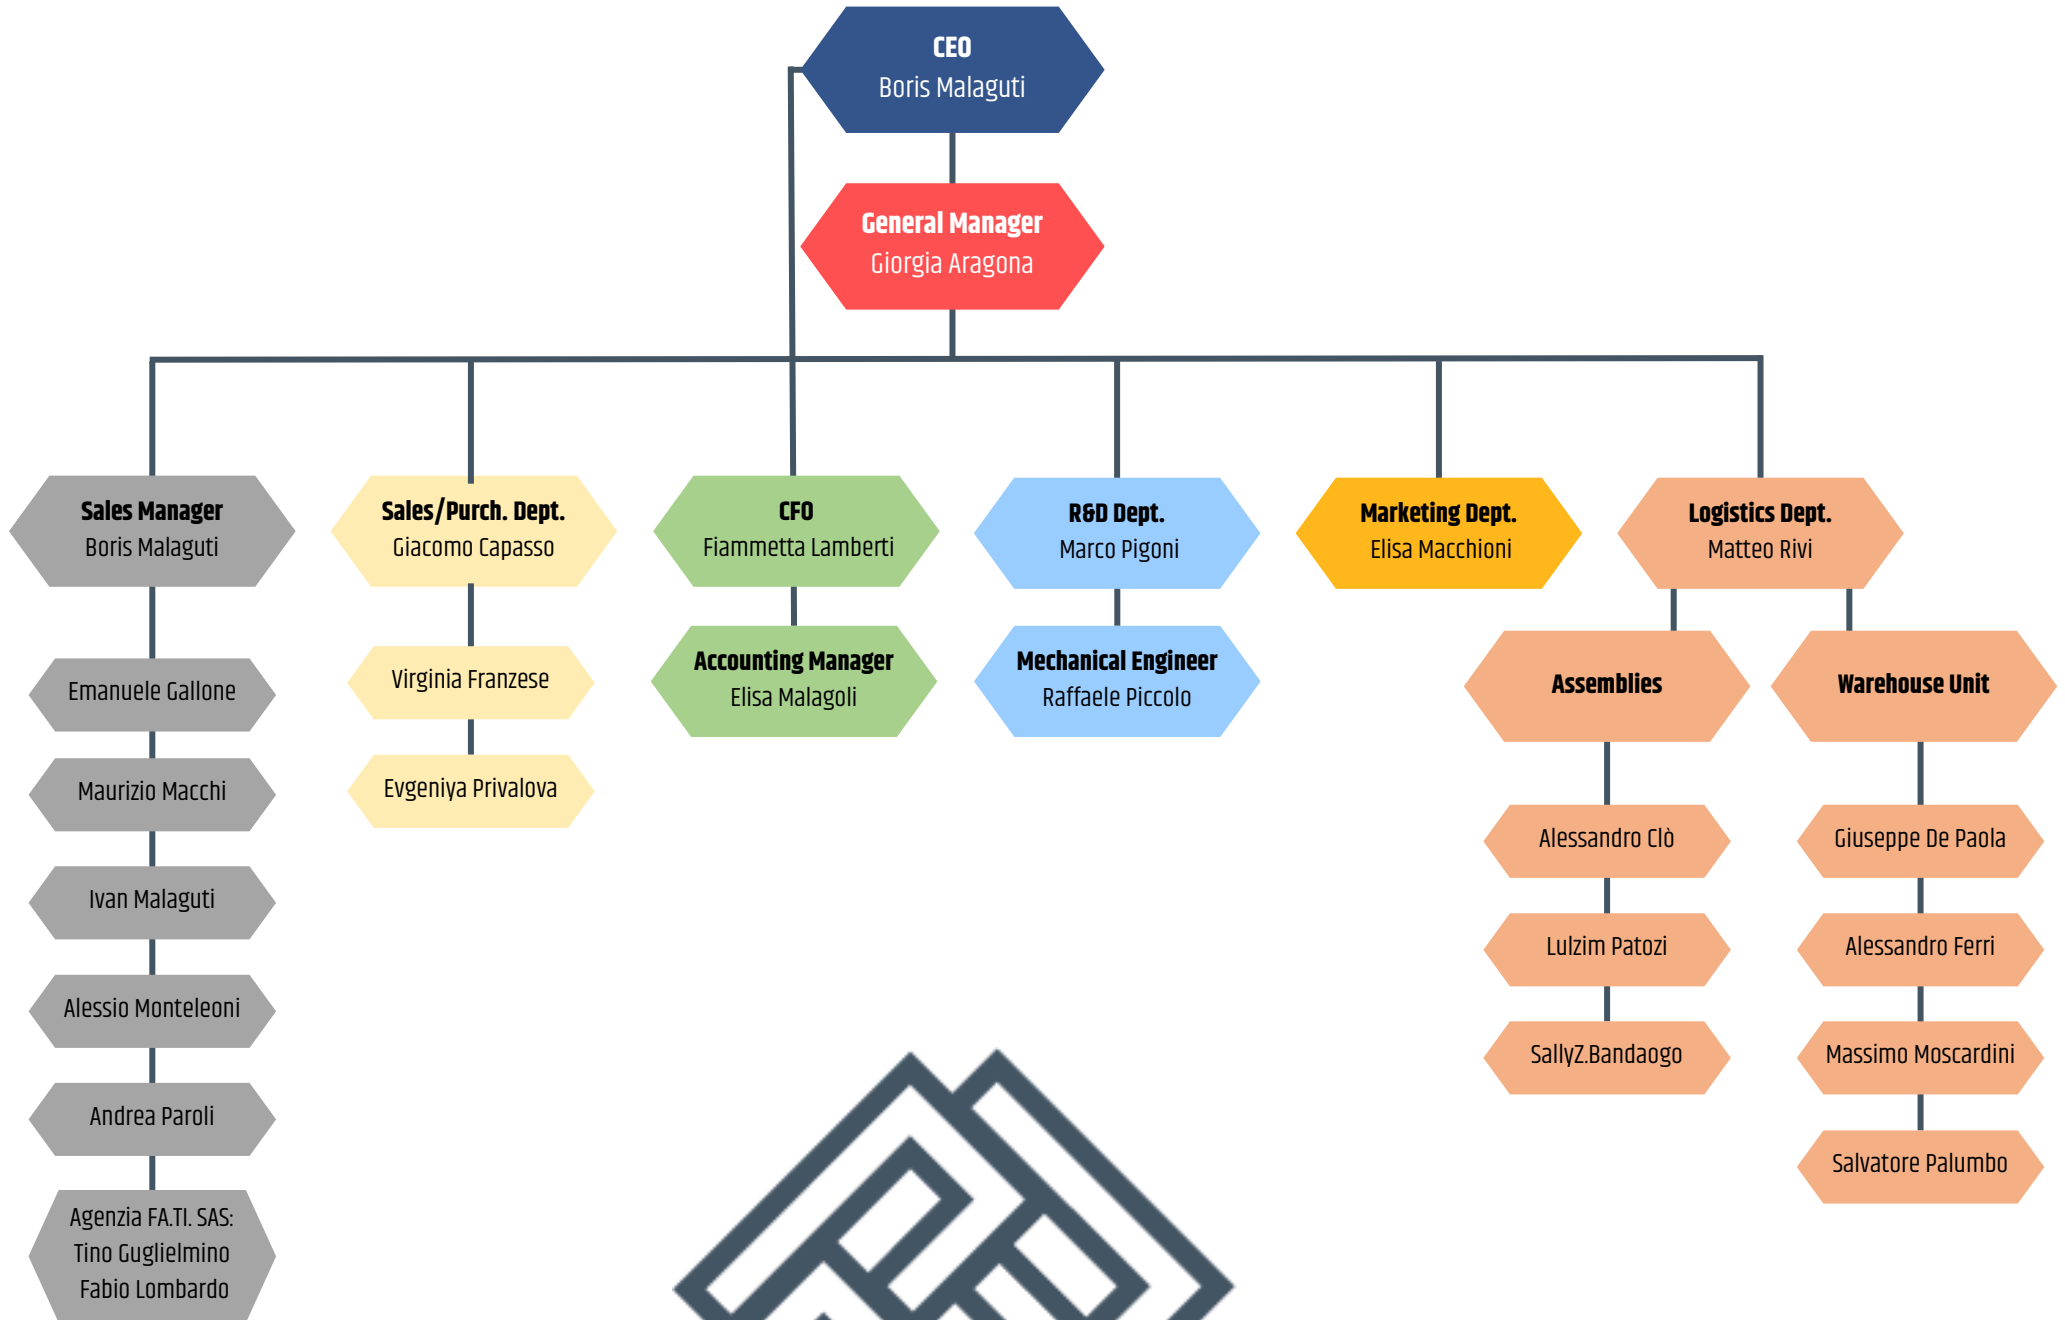 CEO
Boris Malaguti
General Manager
Giorgia Aragona
Sales Manager
Boris Malaguti
Emanuele Gallone
Maurizio Macchi
Ivan Malaguti
Alessio Monteleoni
Andrea Paroli
Agenzia FA.TI. SAS:
Tino Guglielmino
Fabio Lombardo
Sales/Purch. Dept.
Giacomo Capasso
Virginia Franzese
Evgeniya Privalova
CFO
Fiammetta Lamberti
Accounting Manager
Elisa Malagoli
R&D Dept.
Marco Pigoni
Mechanical Engineer
Raffaele Piccolo
Marketing Dept.
Elisa Macchioni
Logistics Dept.
Matteo Rivi
Assemblies
Alessandro Clò
Lulzim Patozi
SallyZ.Bandaogo
Warehouse Unit
Giuseppe De Paola
Alessandro Ferri
Massimo Moscardini
Salvatore Palumbo